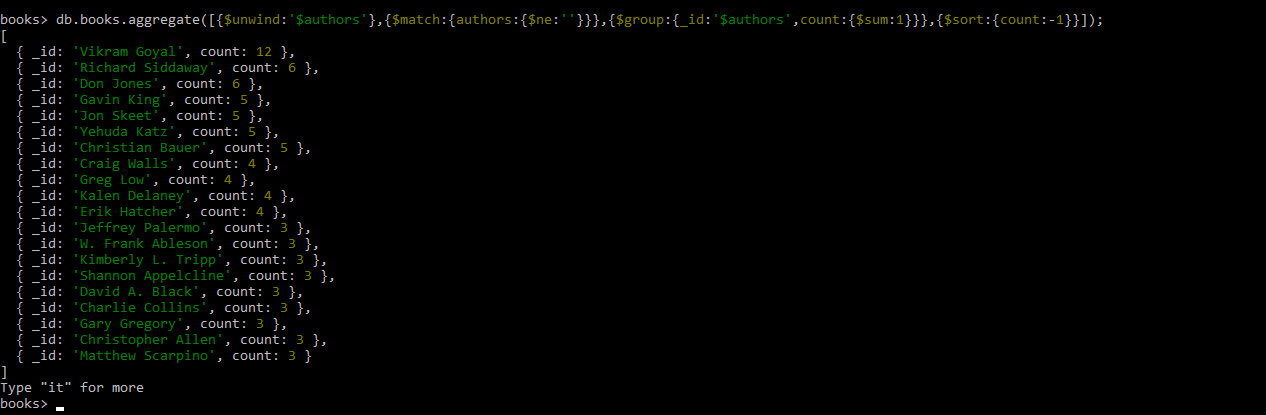 books> db.books.aggregate([{$unwind:'$authors'},{$match:{authors:{$ne:''}}},{$group:{_id:'$authors',count:{$sum:1}}},{$sort:{count:-1}}]);
[
  { _id: 'Vikram Goyal', count: 12 },
  { _id: 'Richard Siddaway', count: 6 },
  { _id: 'Don Jones', count: 6 },
  { _id: 'Gavin King', count: 5 },
  { _id: 'Jon Skeet', count: 5 },
  { _id: 'Yehuda Katz', count: 5 },
  { _id: 'Christian Bauer', count: 5 },
  { _id: 'Craig Walls', count: 4 },
  { _id: 'Greg Low', count: 4 },
  { _id: 'Kalen Delaney', count: 4 },
  { _id: 'Erik Hatcher', count: 4 },
  { _id: 'Jeffrey Palermo', count: 3 },
  { _id: 'W. Frank Ableson', count: 3 },
  { _id: 'Kimberly L. Tripp', count: 3 },
  { _id: 'Shannon Appelcline', count: 3 },
  { _id: 'David A. Black', count: 3 },
  { _id: 'Charlie Collins', count: 3 },
  { _id: 'Gary Gregory', count: 3 },
  { _id: 'Christopher Allen', count: 3 },
  { _id: 'Matthew Scarpino', count: 3 }
]
Type "it" for more
books>